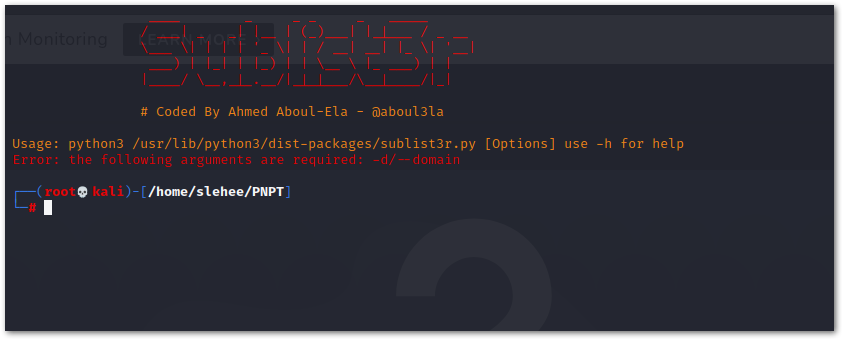 Sublist3r
Monitoring
LEARN MORE
# Coded By Ahmed Aboul-Ela - @aboul3la
Usage: python3 /usr/lib/python3/dist-packages/sublist3r.py [Options] use -h for help
Error: the following arguments are required: -d/--domain
┌──(root💀kali)-[/home/slehee/PNPT]
└─#